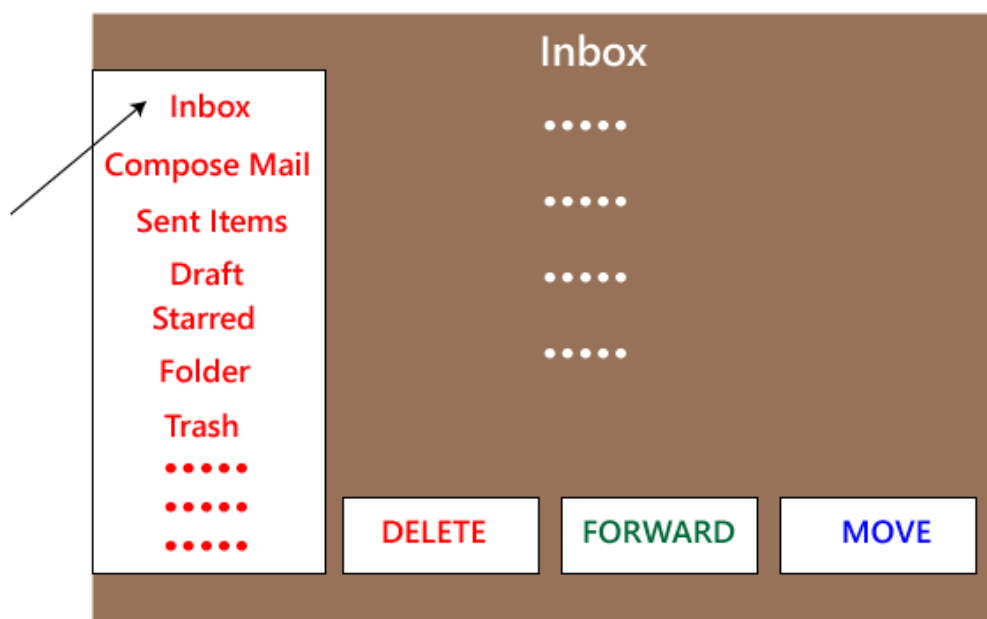 Inbox
Inbox
Compose Mail
Sent Items
Draft
Starred
Folder
Trash
•••••
•••••
•••••
•••••
•••••
•••••
•••••
DELETE
FORWARD
MOVE